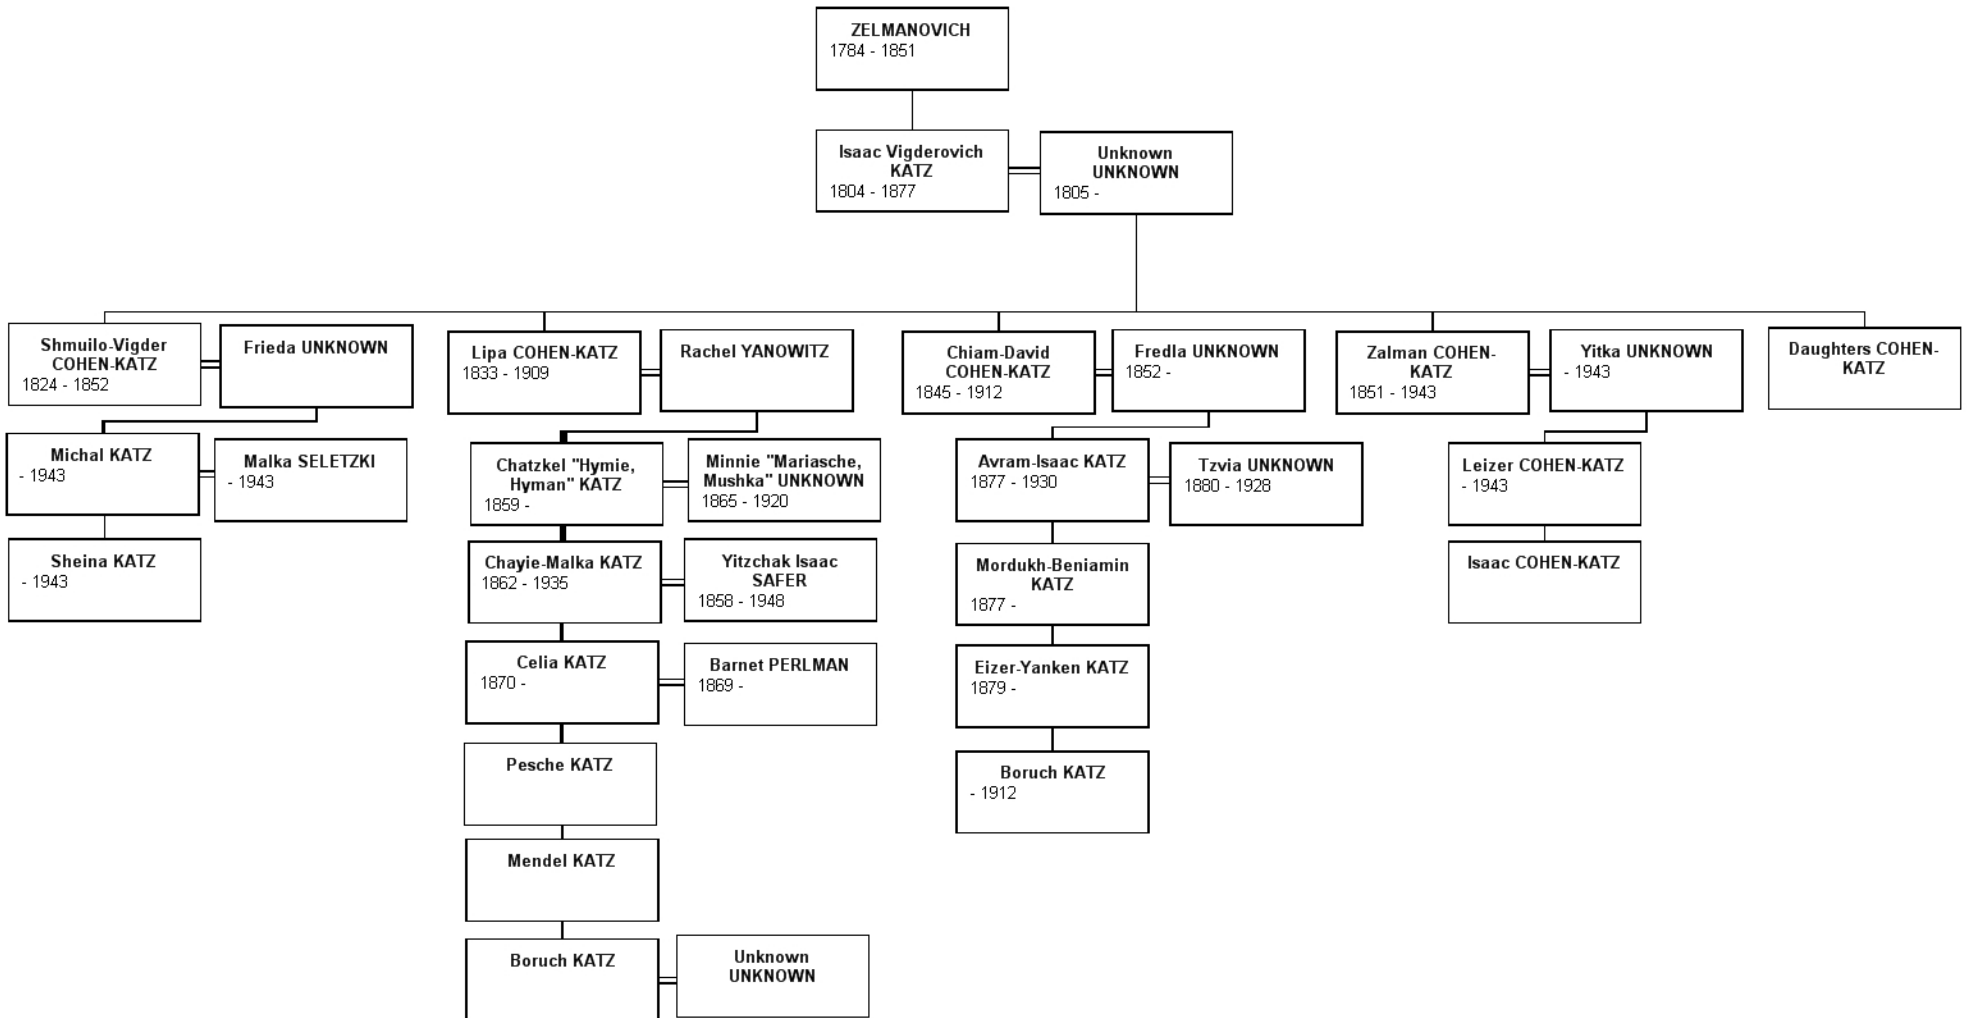 ZELMANOVICH
1784 - 1851
Isaac Vigderovich
KATZ
1804 - 1877
Unknown
UNKNOWN
1805 -
Shmuilo-Vigder
COHEN-KATZ
1824 - 1852
Frieda UNKNOWN
Lipa COHEN-KATZ
1833 - 1909
Rachel YANOWITZ
Chiam-David
COHEN-KATZ
1845 - 1912
Fredla UNKNOWN
1852 -
Zalman COHEN-
KATZ
1851 - 1943
Yitka UNKNOWN
- 1943
Daughters COHEN-
KATZ
Michal KATZ
- 1943
Malka SELETZKI
- 1943
Chatzkel "Hymie,
Hyman" KATZ
1859 -
Minnie "Mariasche,
Mushka" UNKNOWN
1865 - 1920
Avram-Isaac KATZ
1877 - 1930
Tzvia UNKNOWN
1880 - 1928
Leizer COHEN-KATZ
- 1943
Sheina KATZ
- 1943
Chayie-Malka KATZ
1862 - 1935
Yitzchak Isaac
SAFER
1858 - 1948
Mordukh-Beniamin
KATZ
1877 -
Isaac COHEN-KATZ
Celia KATZ
1870 -
Barnet PERLMAN
1869 -
Eizer-Yanken KATZ
1879 -
Pesche KATZ
Boruch KATZ
- 1912
Mendel KATZ
Boruch KATZ
Unknown
UNKNOWN